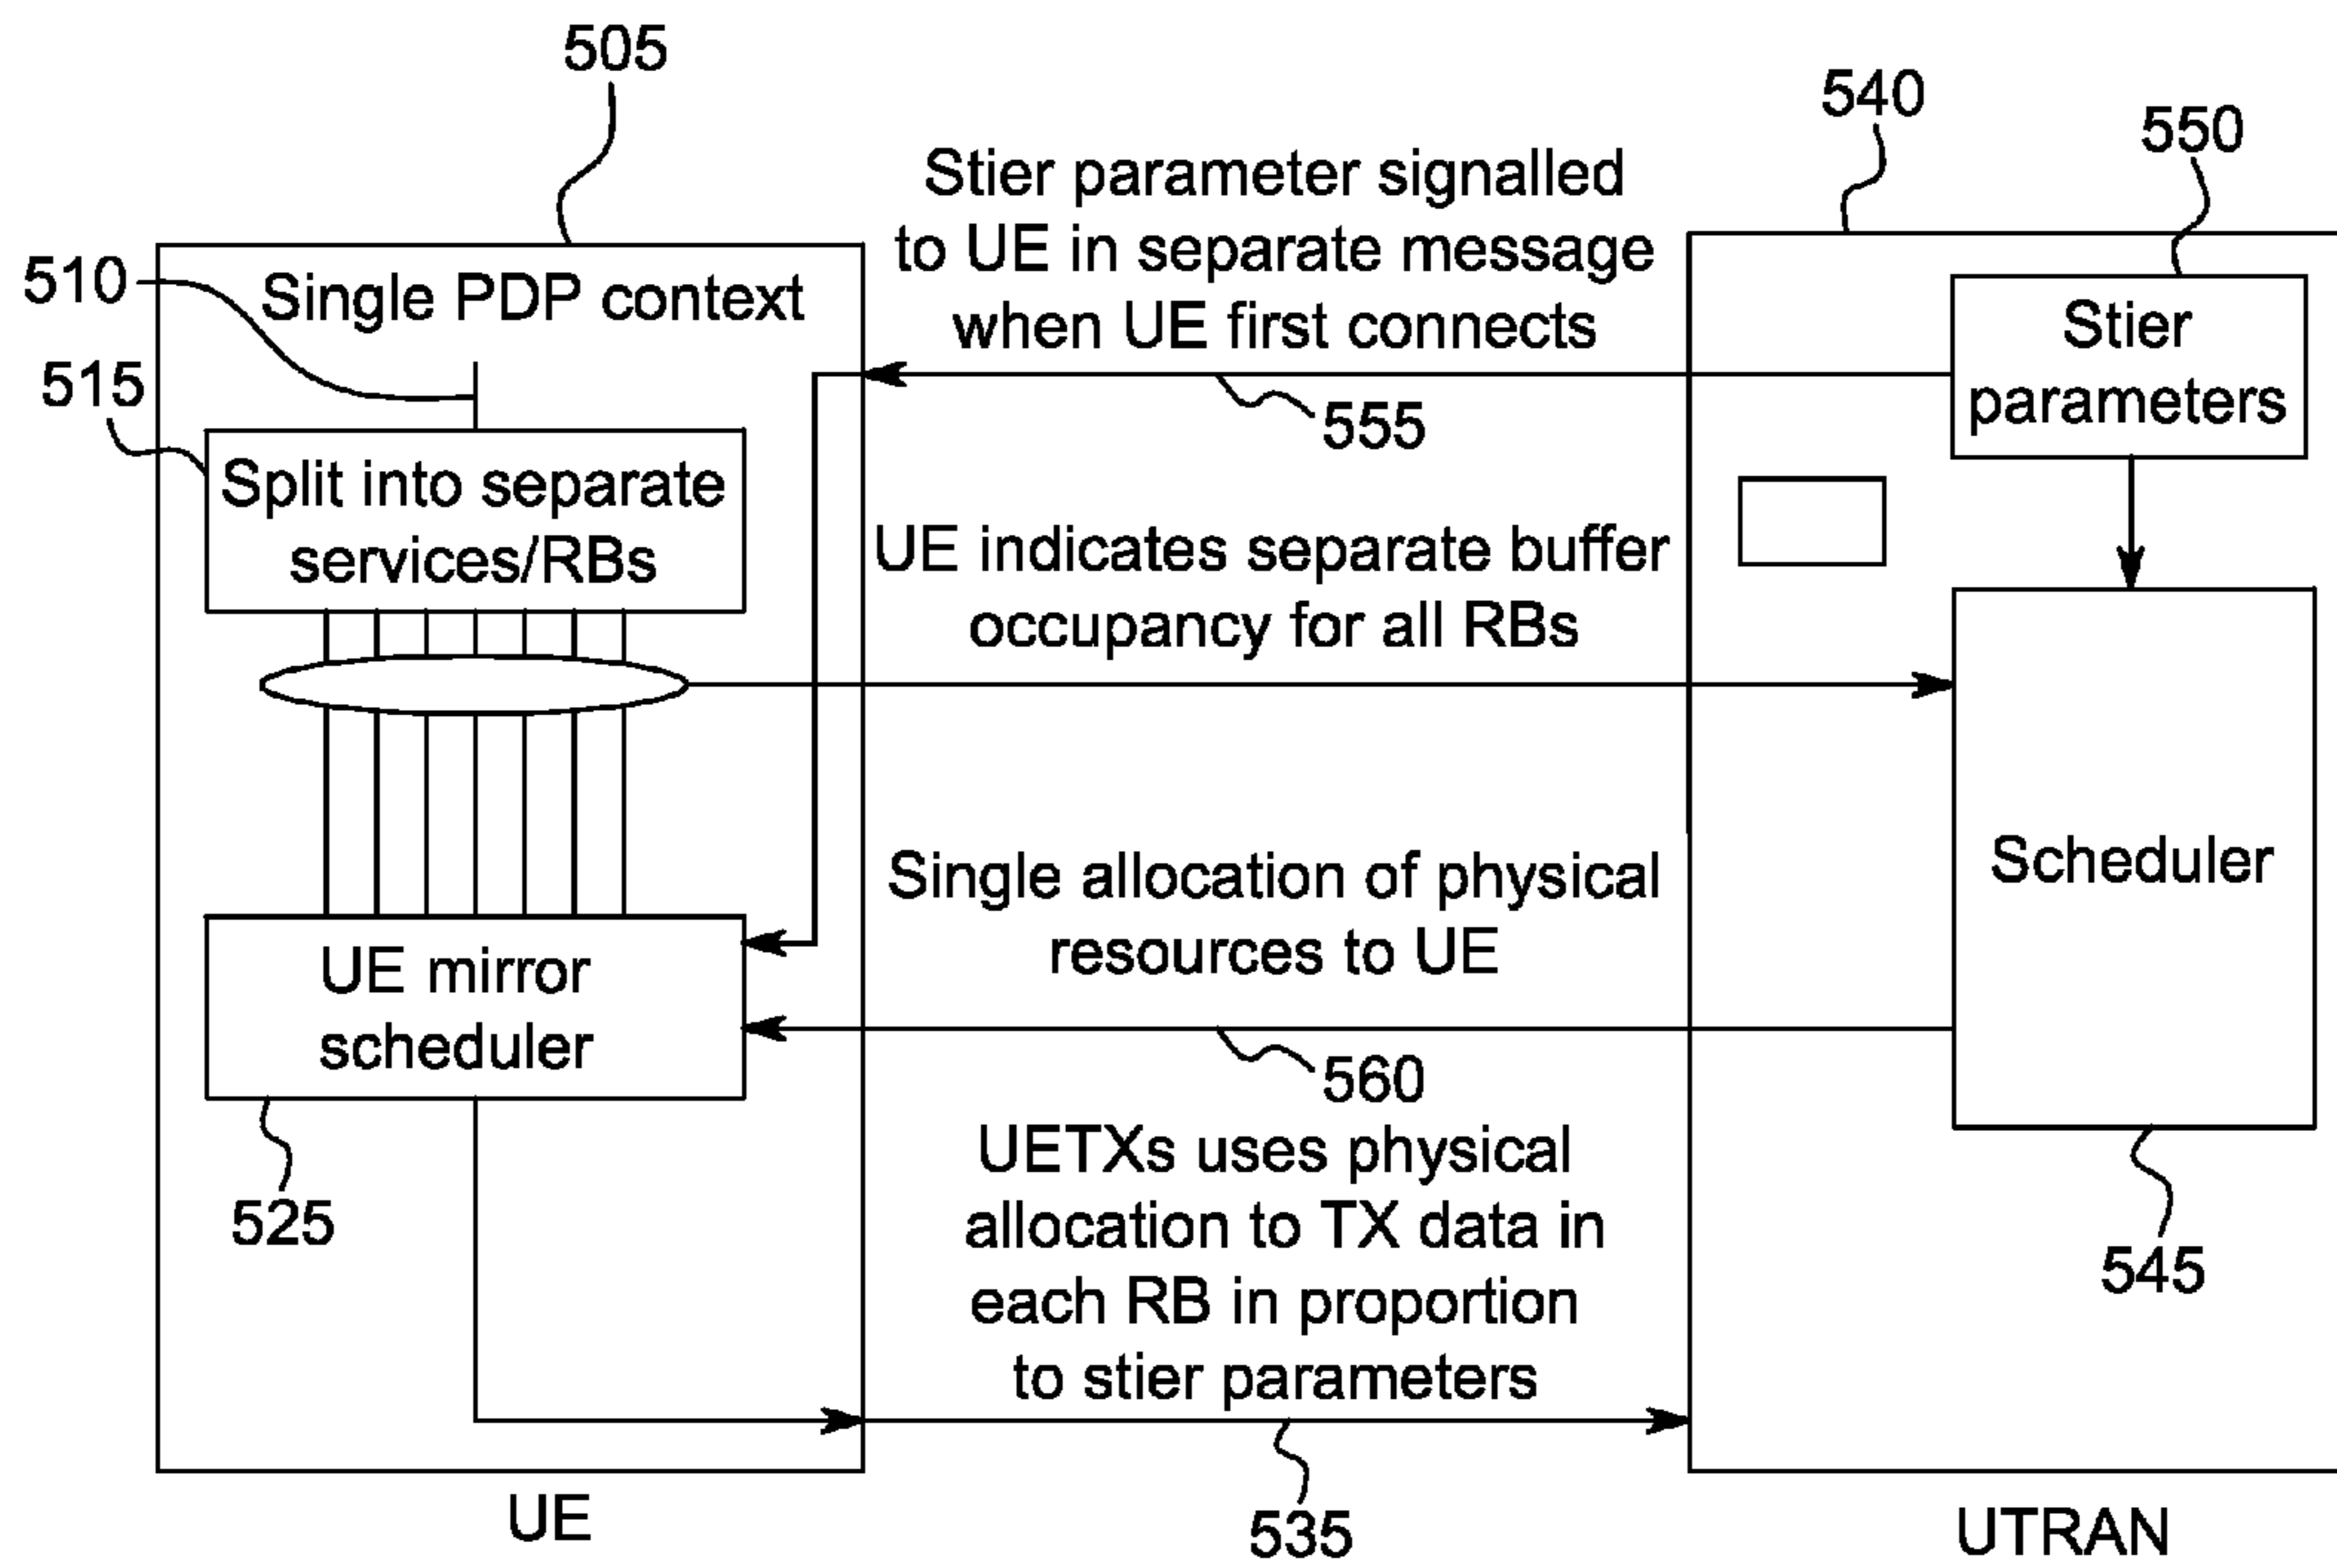 505
540
550
Stier parameter signalled
to UE in separate message
when UE first connects
510
Single PDP context
Stier
parameters
515
555
Split into separate
services/RBs
UE indicates separate buffer
occupancy for all RBs
Single allocation of physical
resources to UE
Scheduler
UE mirror
scheduler
560
UETXs uses physical
allocation to TX data in
each RB in proportion
to stier parameters
525
545
535
UE
UTRAN